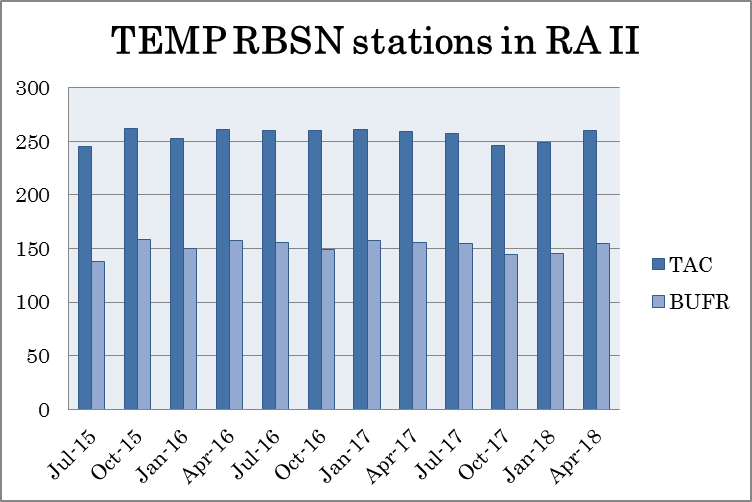 TEMP RBSN stations in RA II
300
250
200
150
100
50
0
TAC
BUFR
Jul-15
Oct-15
Jan-16
Apr-16
Jul-16
Oct-16
Jan-17
Apr-17
Jul-17
Oct-17
Jan-18
Apr-18